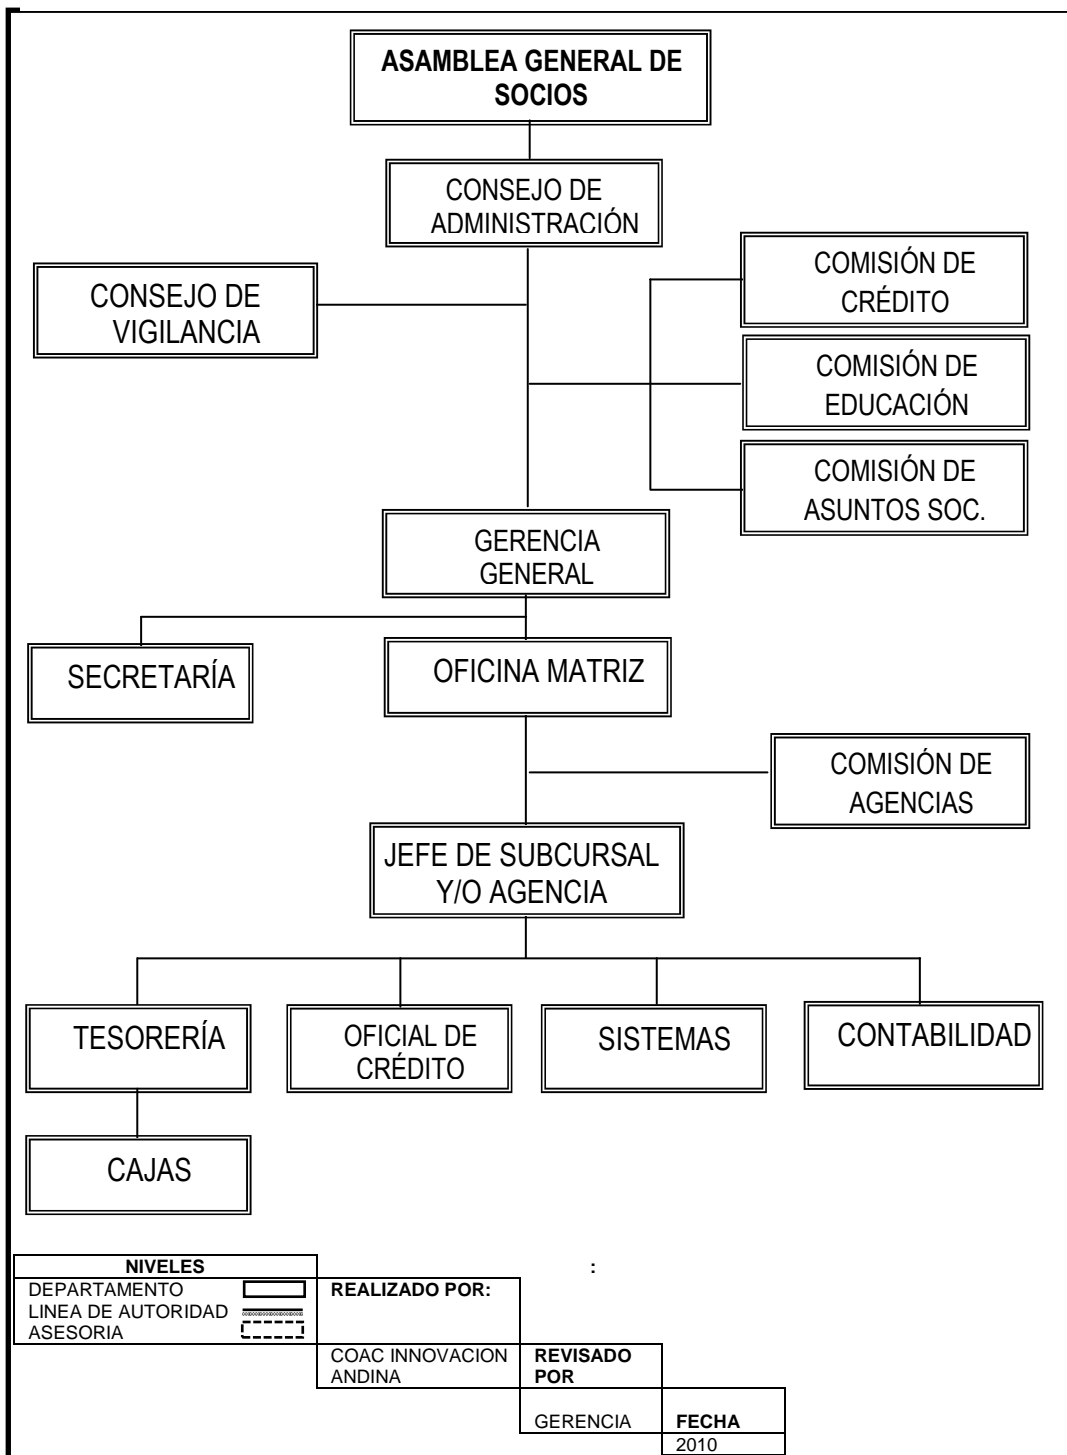 ASAMBLEA GENERAL DE
SOCIOS
CONSEJO DE
ADMINISTRACIÓN
CONSEJO DE
VIGILANCIA
COMISIÓN DE
CRÉDITO
COMISIÓN DE
EDUCACIÓN
COMISIÓN DE
ASUNTOS SOC.
GERENCIA
GENERAL
SECRETARÍA
OFICINA MATRIZ
COMISIÓN DE
AGENCIAS
JEFE DE SUBCURSAL
Y/O AGENCIA
TESORERÍA
OFICIAL DE
CRÉDITO
SISTEMAS
CONTABILIDAD
CAJAS
NIVELES
:
DEPARTAMENTO
LINEA DE AUTORIDAD
ASESORIA
REALIZADO POR:
COAC INNOVACION
ANDINA
REVISADO
POR
GERENCIA
FECHA
2010